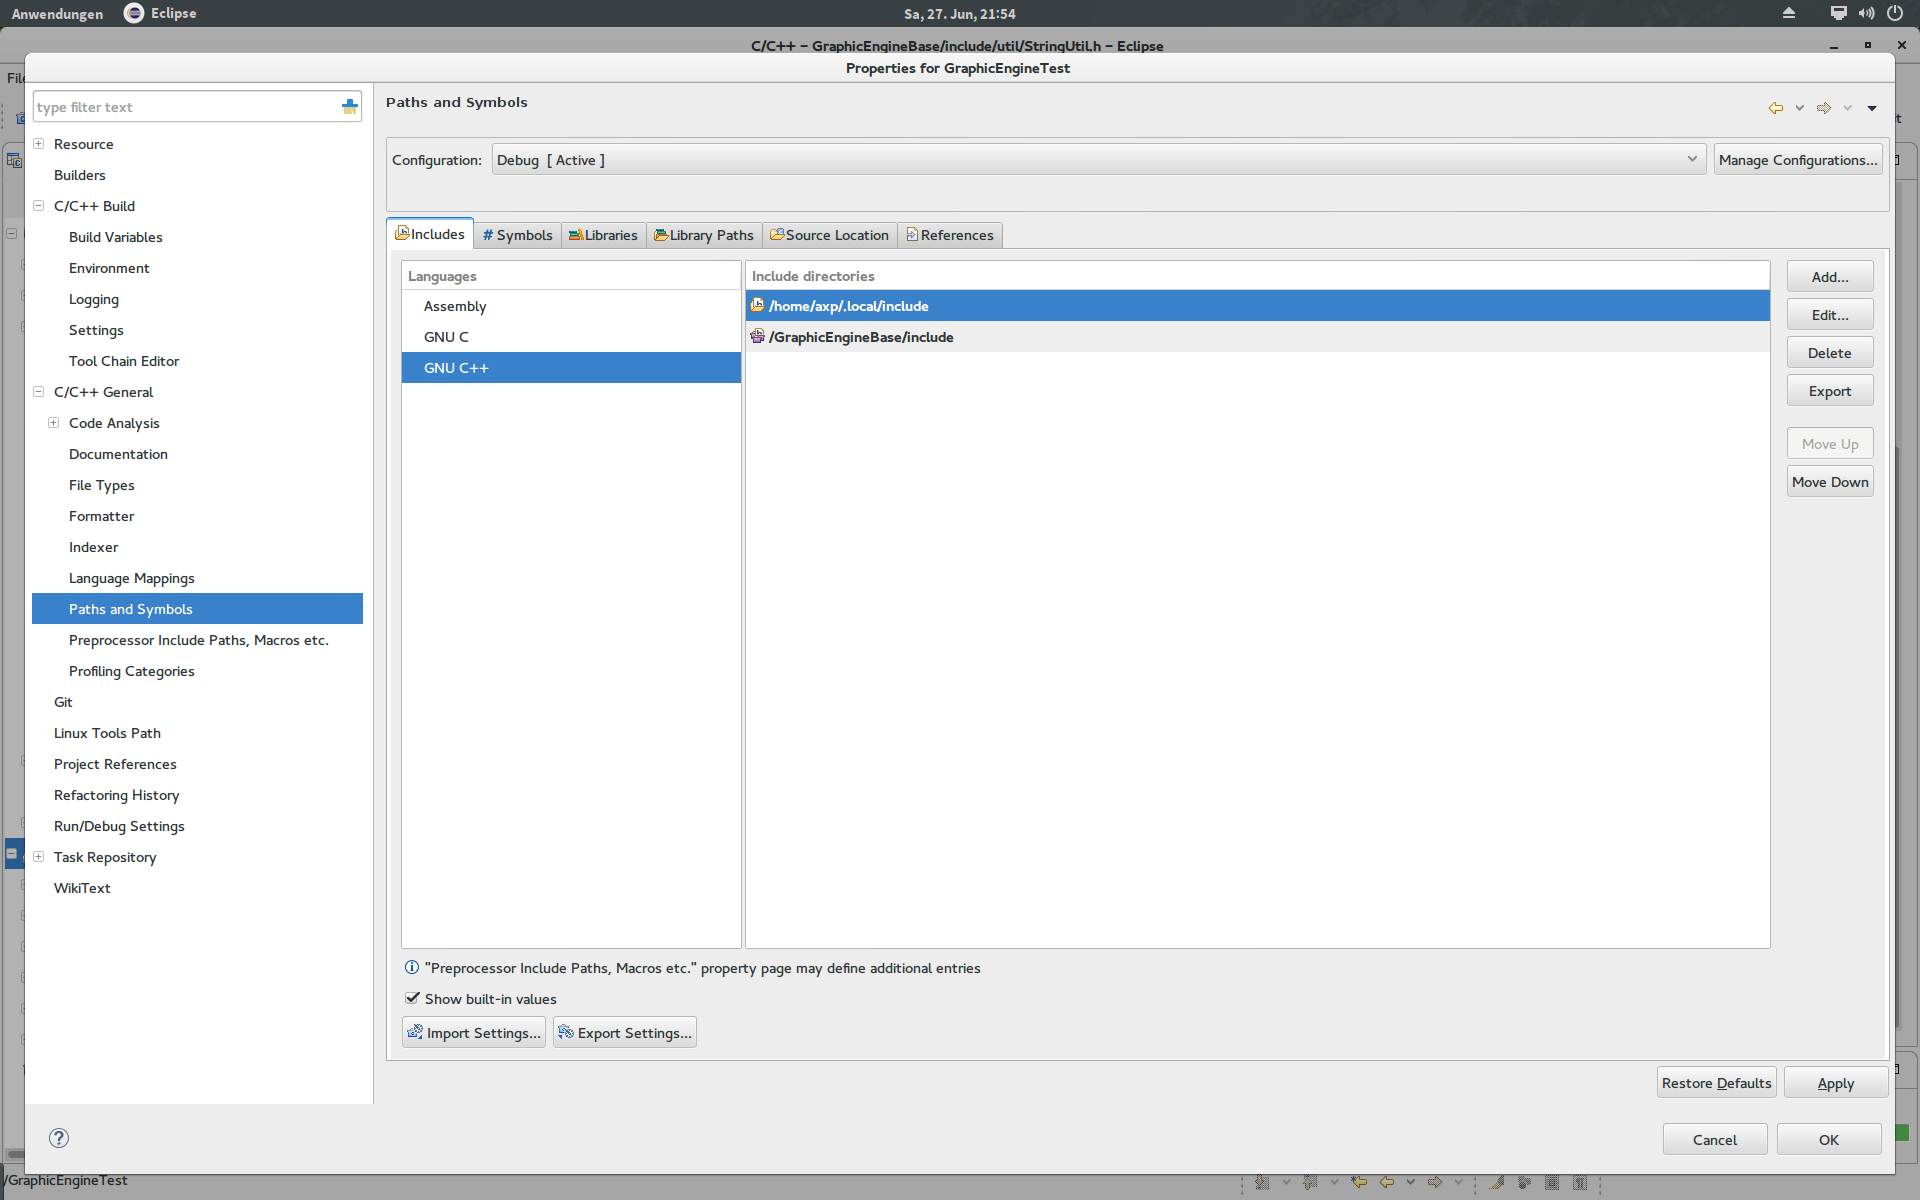 Anwendungen Eclipse Sa, 27. Jun, 21:54
C/C++ – GraphicEngineBase/include/util/StringUtil.h – Eclipse
Properties for GraphicEngineTest
type filter text
Resource
Builders
C/C++ Build
Build Variables
Environment
Logging
Settings
Tool Chain Editor
C/C++ General
Code Analysis
Documentation
File Types
Formatter
Indexer
Language Mappings
Paths and Symbols
Preprocessor Include Paths, Macros etc.
Profiling Categories
Git
Linux Tools Path
Project References
Refactoring History
Run/Debug Settings
Task Repository
WikiText
Paths and Symbols
Configuration: Debug [ Active ] Manage Configurations...
Includes # Symbols Libraries Library Paths Source Location References
Languages
Assembly
GNU C
GNU C++
Include directories
/home/axp/.local/include
/GraphicEngineBase/include
Add...
Edit...
Delete
Export
Move Up
Move Down
"Preprocessor Include Paths, Macros etc." property page may define additional entries
Show built-in values
Import Settings... Export Settings...
Restore Defaults Apply
Cancel OK
/GraphicEngineTest